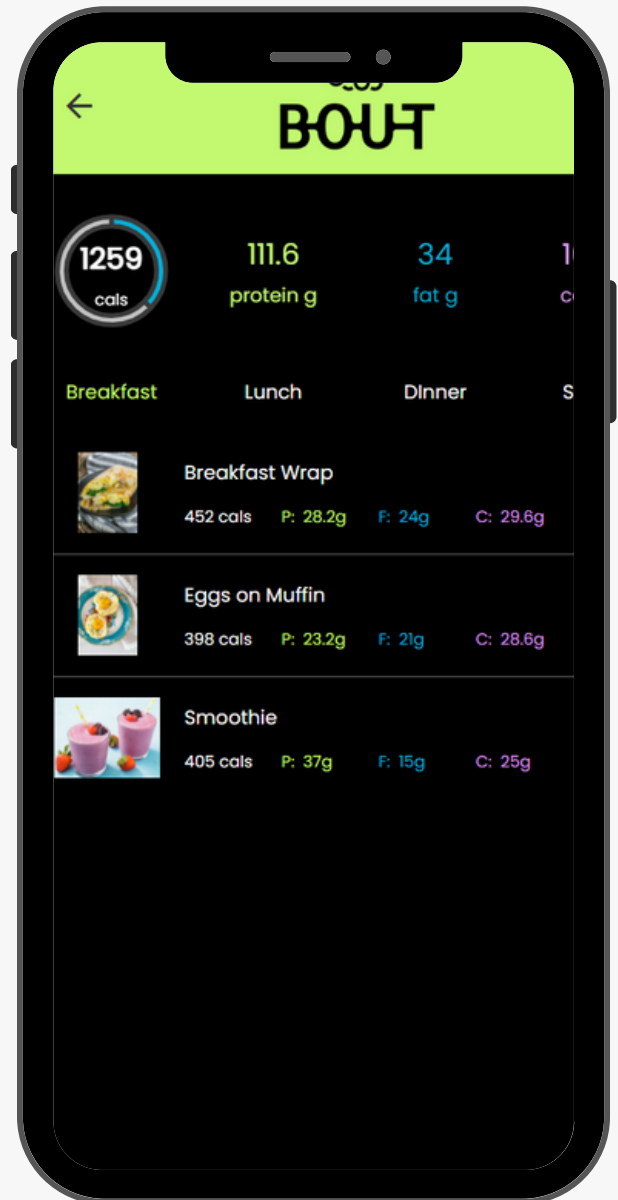 BOUT
1259
cals
111.6
protein g
34
fat g
Breakfast Lunch DInner
Breakfast Wrap
452 cals P: 28.2g F: 24g C: 29.6g
Eggs on Muffin
398 cals P: 23.2g F: 21g C: 28.6g
Smoothie
405 cals P: 37g F: 15g C: 25g